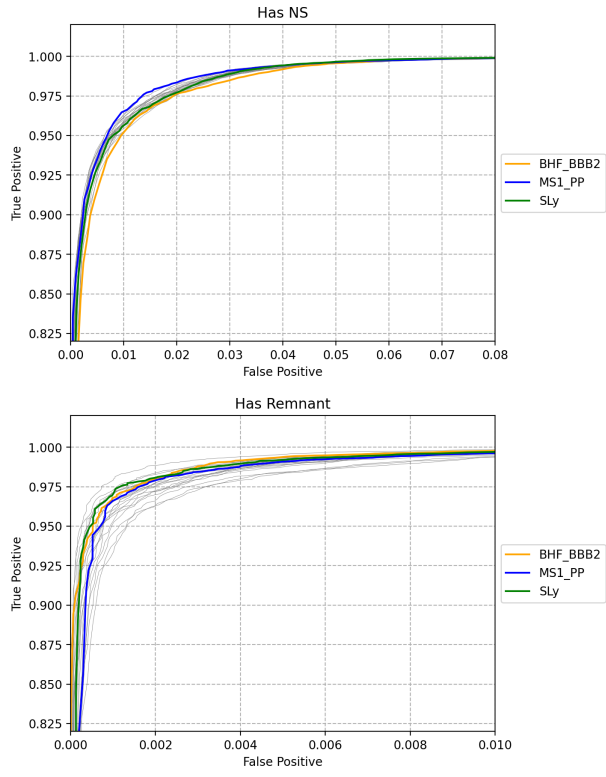 Has NS
True Positive
1.000
0.975
0.950
0.925
0.900
0.875
0.850
0.825
0.00 0.01 0.02 0.03 0.04 0.05 0.06 0.07 0.08
False Positive
BHF_BBB2
MS1_PP
SLy
Has Remnant
True Positive
1.000
0.975
0.950
0.925
0.900
0.875
0.850
0.825
0.000 0.002 0.004 0.006 0.008 0.010
False Positive
BHF_BBB2
MS1_PP
SLy